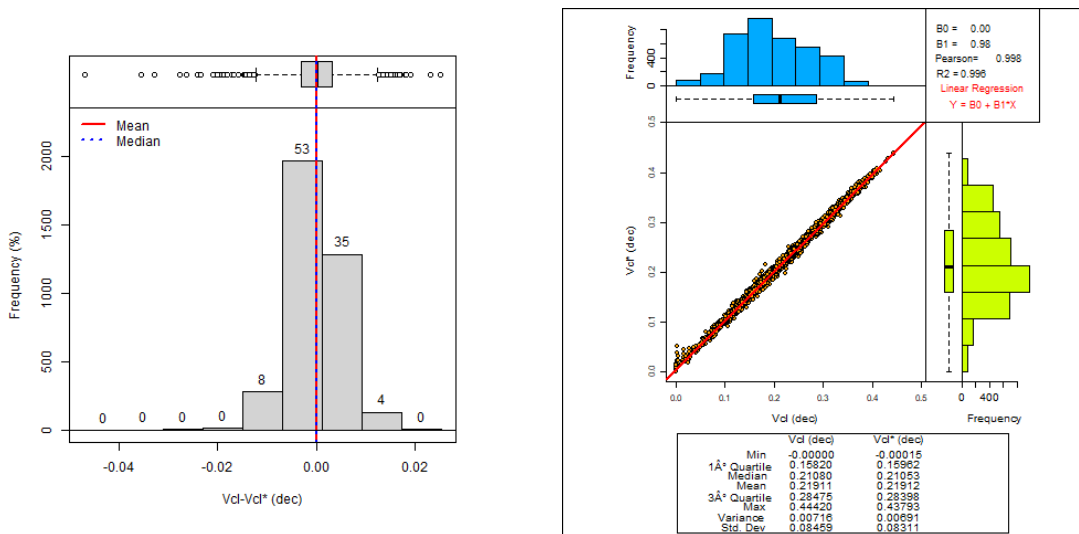 Mean
Median
53
35
8
4
0
0
0
0
0
2000
1500
1000
500
0
Frequency (%)
-0.04
-0.02
0.00
0.02
Vcl-Vcl* (dec)
Frequency
400
0
B0 = 0.00
B1 = 0.98
Pearson= 0.998
R2 = 0.996
Linear Regression
Y = B0 + B1*X
0.5
0.4
0.3
0.2
0.1
0.0
Vcl* (dec)
0.0 0.1 0.2 0.3 0.4 0.5
Vcl (dec)
0 400
Frequency
Vcl (dec) Vcl* (dec)
Min -0.00000 -0.00015
1Â° Quartile 0.15820 0.15962
Median 0.21080 0.21053
Mean 0.21911 0.21912
3Â° Quartile 0.28475 0.28398
Max 0.44420 0.43793
Variance 0.00716 0.00691
Std. Dev 0.08459 0.08311